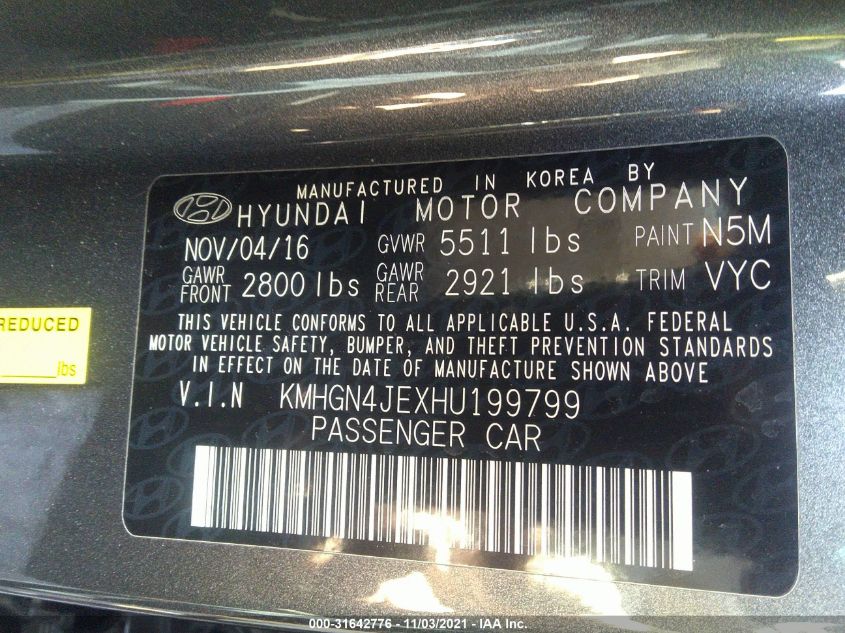 MANUFACTURED IN KOREA BY
HYUNDAI MOTOR COMPANY
NOV/04/16 GVWR 5511 lbs PAINT N5M
GAWR FRONT 2800 lbs GAWR REAR 2921 lbs TRIM VYC
THIS VEHICLE CONFORMS TO ALL APPLICABLE U.S.A. FEDERAL
MOTOR VEHICLE SAFETY, BUMPER, AND THEFT PREVENTION STANDARDS
IN EFFECT ON THE DATE OF MANUFACTURE SHOWN ABOVE
V.I.N KMHGN4JEXHU199799
PASSENGER CAR
REDUCED
lbs
000-31642776 - 11/03/2021 - IAA Inc.